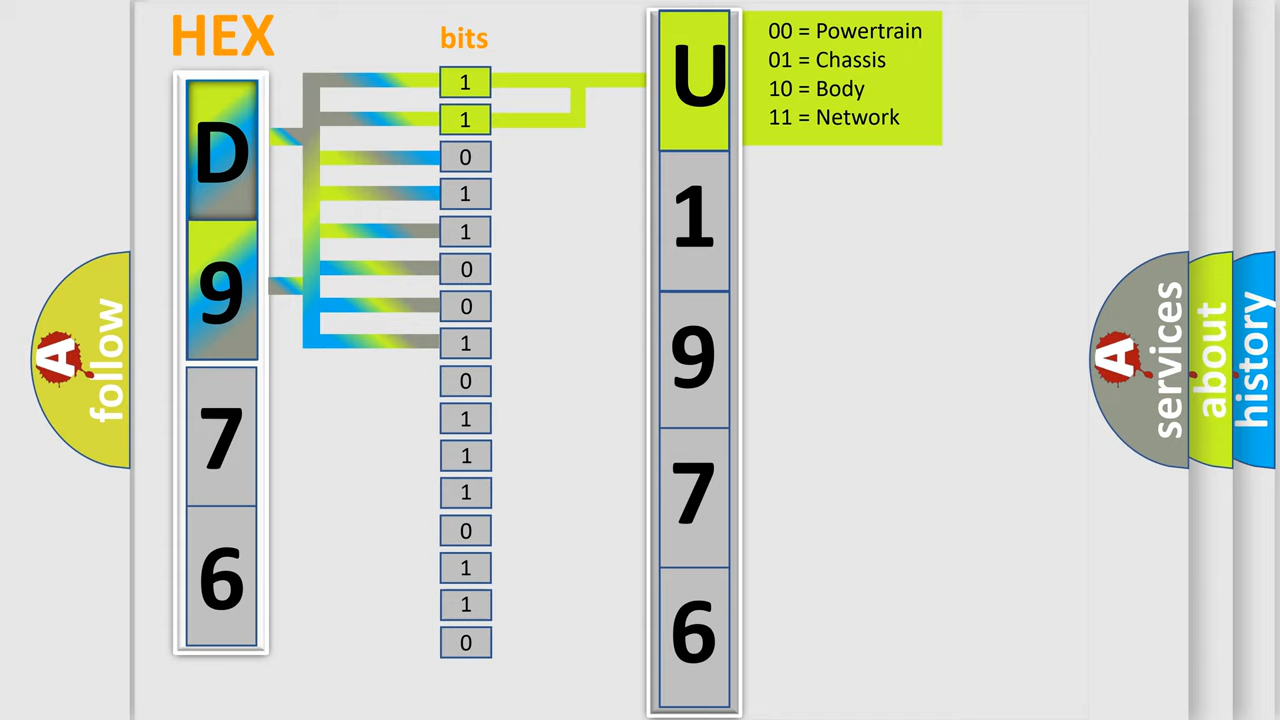 HEX
bits
D
9
7
6
1
1
0
1
1
0
0
1
0
1
1
1
0
1
1
0
U
1
9
7
6
00 = Powertrain
01 = Chassis
10 = Body
11 = Network
A
follow
A
services
about
history